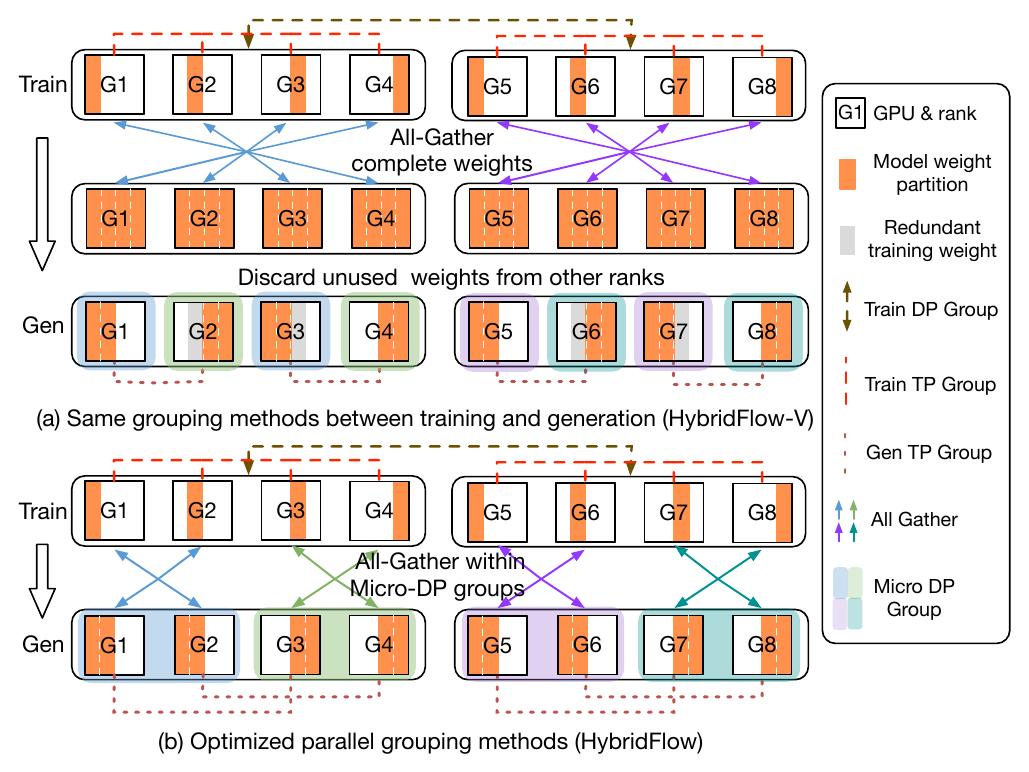 Train
G1 G2 G3 G4 G5 G6 G7 G8
All-Gather
complete weights
G1 G2 G3 G4 G5 G6 G7 G8
Discard unused weights from other ranks
Gen
G1 G2 G3 G4 G5 G6 G7 G8
(a) Same grouping methods between training and generation (HybridFlow-V)
Train
G1 G2 G3 G4 G5 G6 G7 G8
All-Gather within
Micro-DP groups
Gen
G1 G2 G3 G4 G5 G6 G7 G8
(b) Optimized parallel grouping methods (HybridFlow)
G1 GPU & rank
Model weight
partition
Redundant
training weight
Train DP Group
Train TP Group
Gen TP Group
All Gather
Micro DP
Group